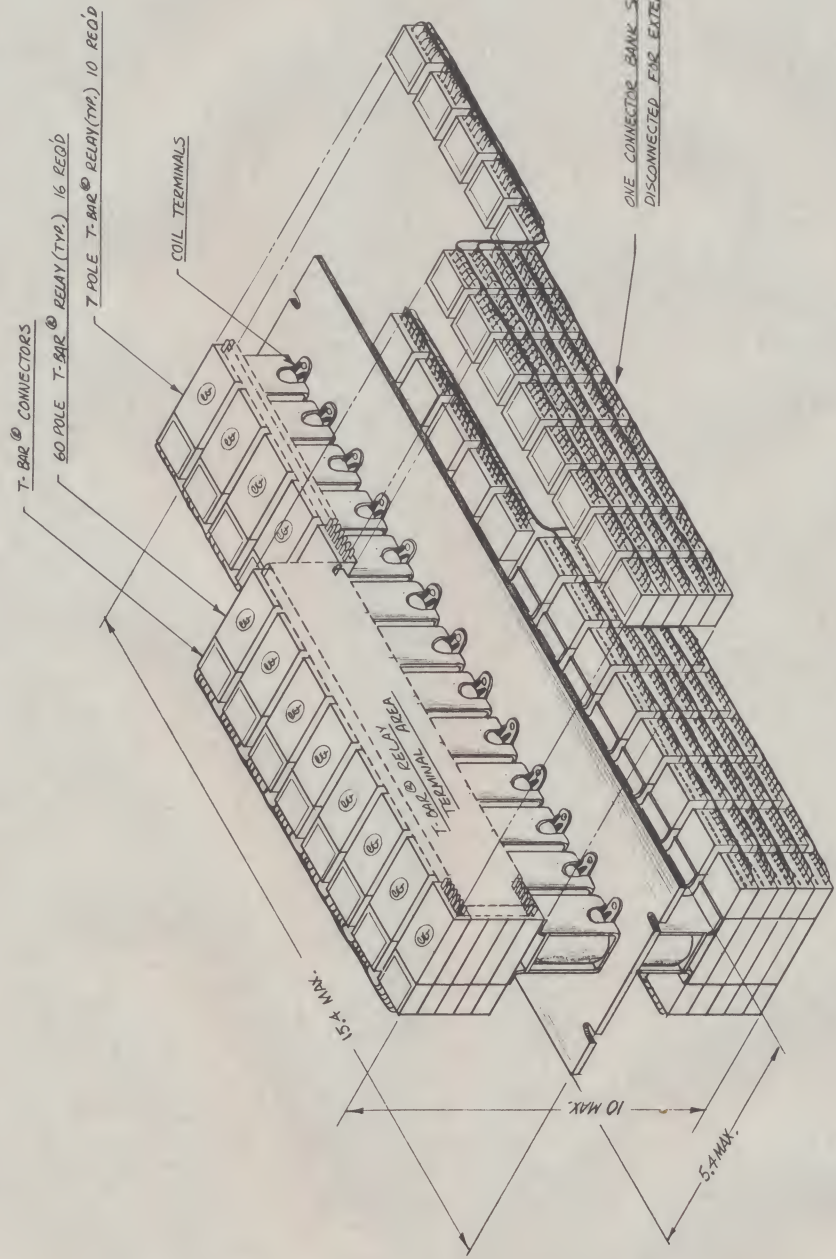 T-BAR® CONNECTORS
60 POLE T-BAR® RELAY (TYP.) 16 REQ'D
7 POLE T-BAR® RELAY (TYP.) 10 REQ'D
COIL TERMINALS
T-BAR® RELAY
TERMINAL AREA
15.4 MAX.
10 MAX.
5.4 MAX.
ONE CONNECTOR BANK
DISCONNECTED FOR